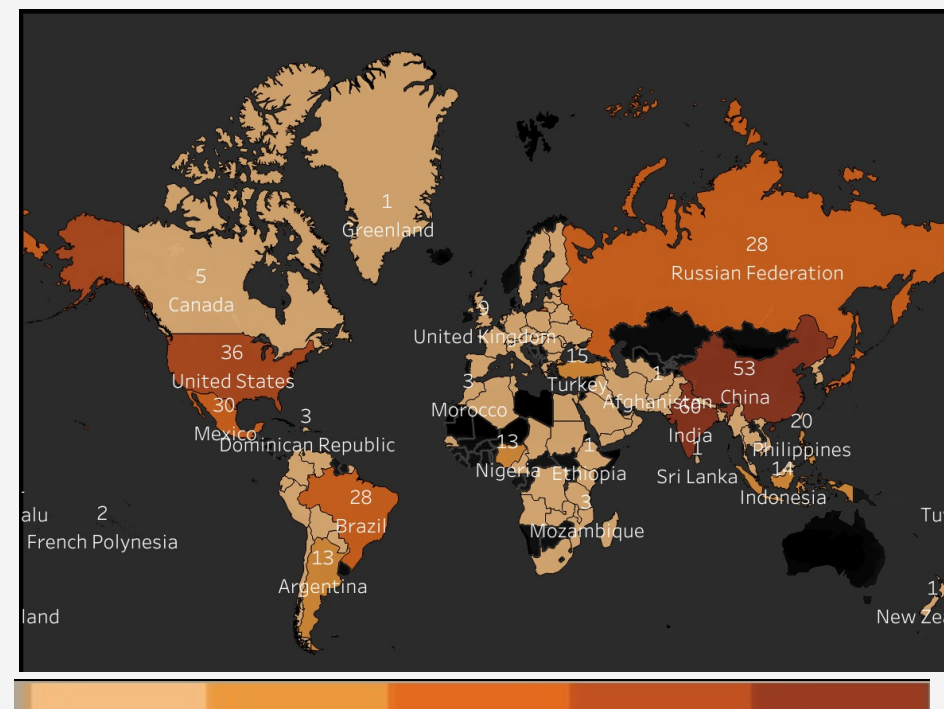 1
Greenland
28
Russian Federation
5
Canada
9
United Kingdom
36
United States
15
Turkey
1
Afghanistan
53
China
30
Mexico
3
Dominican Republic
3
Morocco
60
India
20
Philippines
13
Nigeria
1
Ethiopia
1
Sri Lanka
14
Indonesia
28
Brazil
3
Mozambique
alu
2
French Polynesia
Tu
13
Argentina
land
1
New Zea